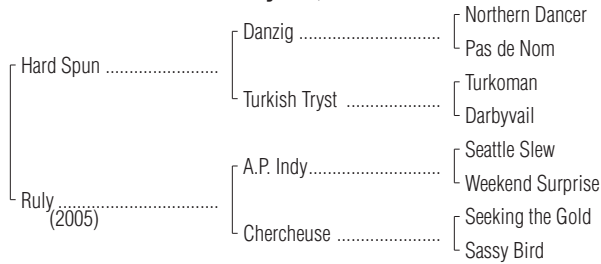 Northern Dancer
Danzig ..............................
Pas de Nom
Hard Spun ........................
Turkoman
Turkish Tryst ....................
Darbyvail
Seattle Slew
A.P. Indy............................
Weekend Surprise
Ruly ..................................
(2005)
Seeking the Gold
Chercheuse ......................
Sassy Bird